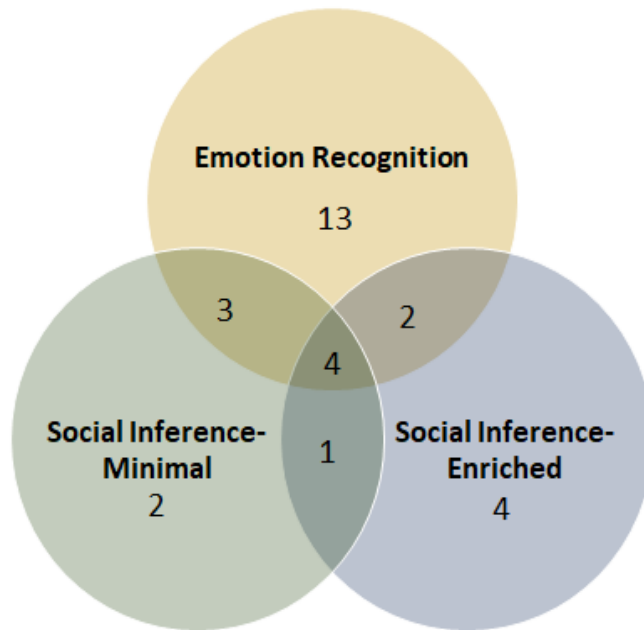 Emotion Recognition
13
3
2
4
Social Inference-
Minimal
2
1
Social Inference-
Enriched
4